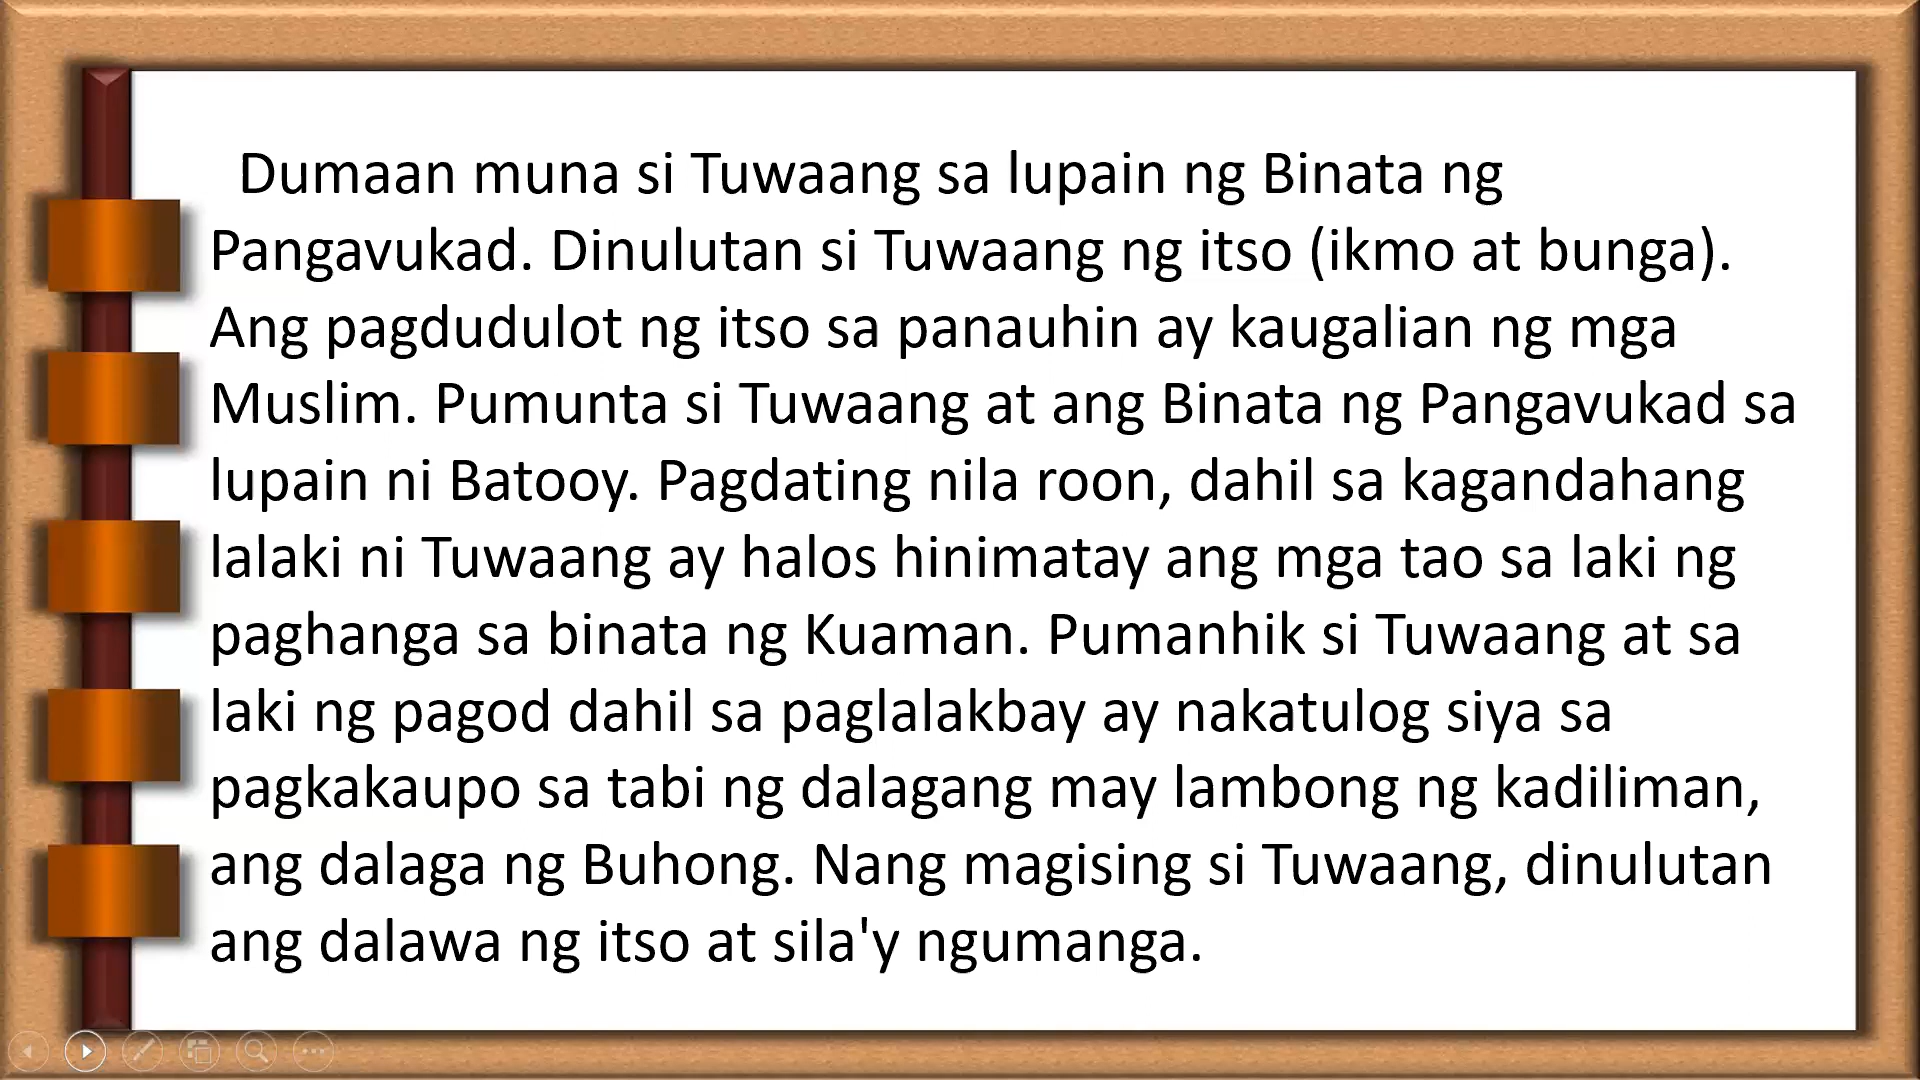 Dumaan muna si Tuwaang sa lupain ng Binata ng
Pangavukad. Dinulutan si Tuwaang ng itso (ikmo at bunga).
Ang pagdudulot ng itso sa panauhin ay kaugalian ng mga
Muslim. Pumunta si Tuwaang at ang Binata ng Pangavukad sa
lupain ni Batooy. Pagdating nila roon, dahil sa kagandahang
lalaki ni Tuwaang ay halos hinimatay ang mga tao sa laki ng
paghanga sa binata ng Kuaman. Pumanhik si Tuwaang at sa
laki ng pagod dahil sa paglalakbay ay nakatulog siya sa
pagkakaupo sa tabi ng dalagang may lambong ng kadiliman,
ang dalaga ng Buhong. Nang magising si Tuwaang, dinulutan
ang dalawa ng itso at sila'y ngumanga.